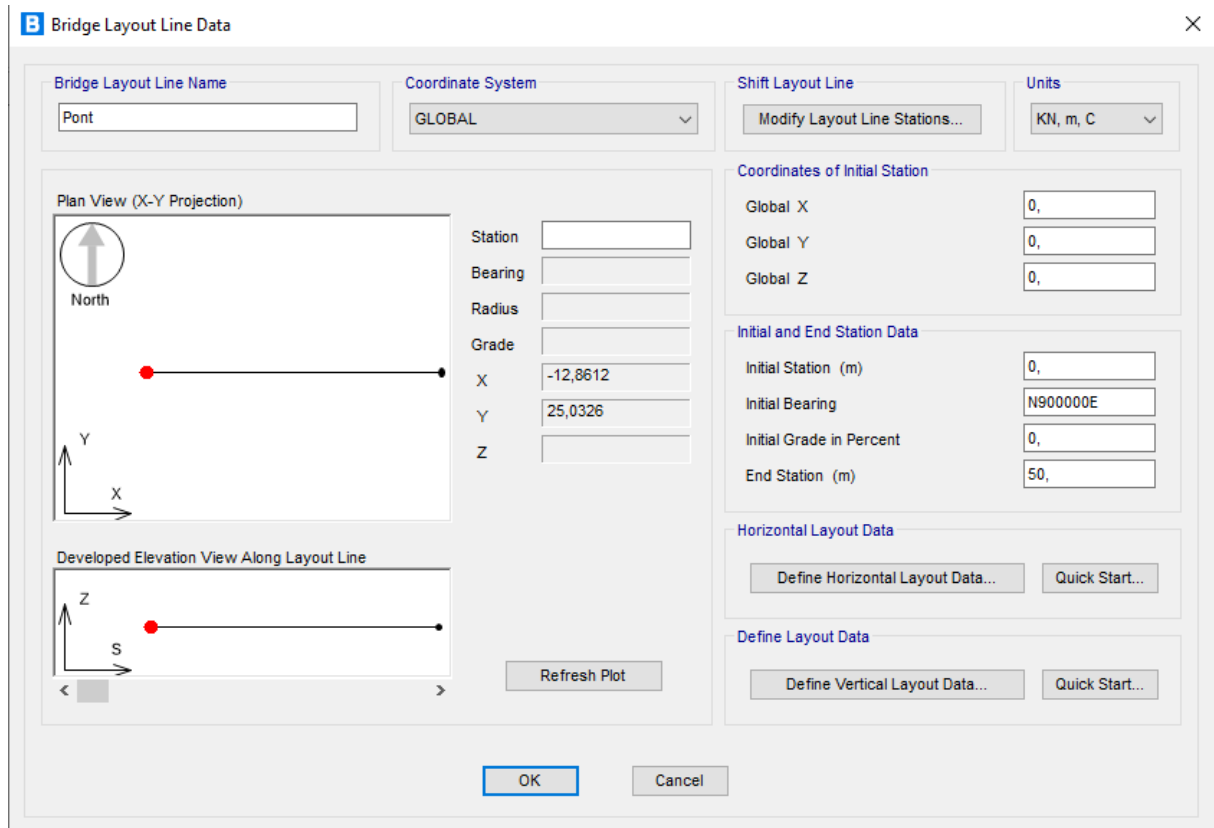 B Bridge Layout Line Data
Bridge Layout Line Name
Pont
Coordinate System
GLOBAL
Shift Layout Line
Modify Layout Line Stations...
Units
KN, m, C
Plan View (X-Y Projection)
North
Y
X
Station
Bearing
Radius
Grade
X -12,8612
Y 25,0326
Z
Developed Elevation View Along Layout Line
Z
S
Refresh Plot
Coordinates of Initial Station
Global X 0,
Global Y 0,
Global Z 0,
Initial and End Station Data
Initial Station (m) 0,
Initial Bearing N900000E
Initial Grade in Percent 0,
End Station (m) 50,
Horizontal Layout Data
Define Horizontal Layout Data... Quick Start...
Define Layout Data
Define Vertical Layout Data... Quick Start...
OK Cancel